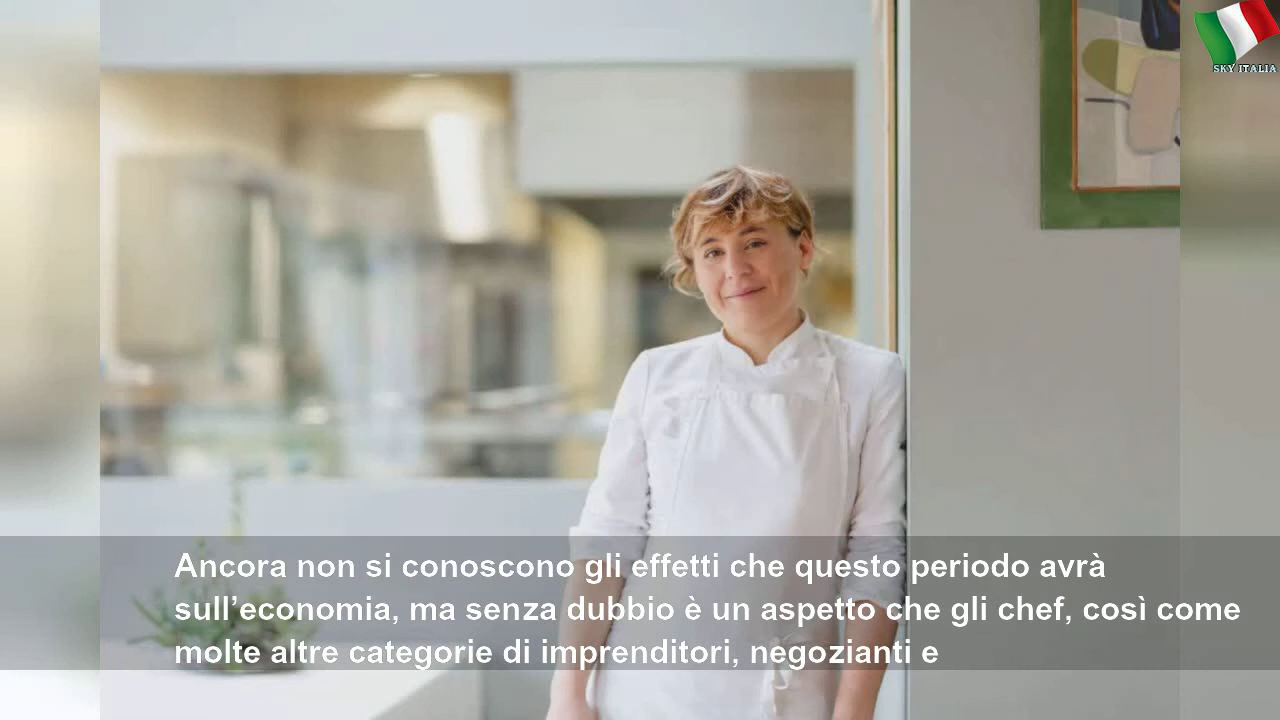 SKY ITALIA
Ancora non si conoscono gli effetti che questo periodo avrà
sull’economia, ma senza dubbio è un aspetto che gli chef, così come
molte altre categorie di imprenditori, negozianti e